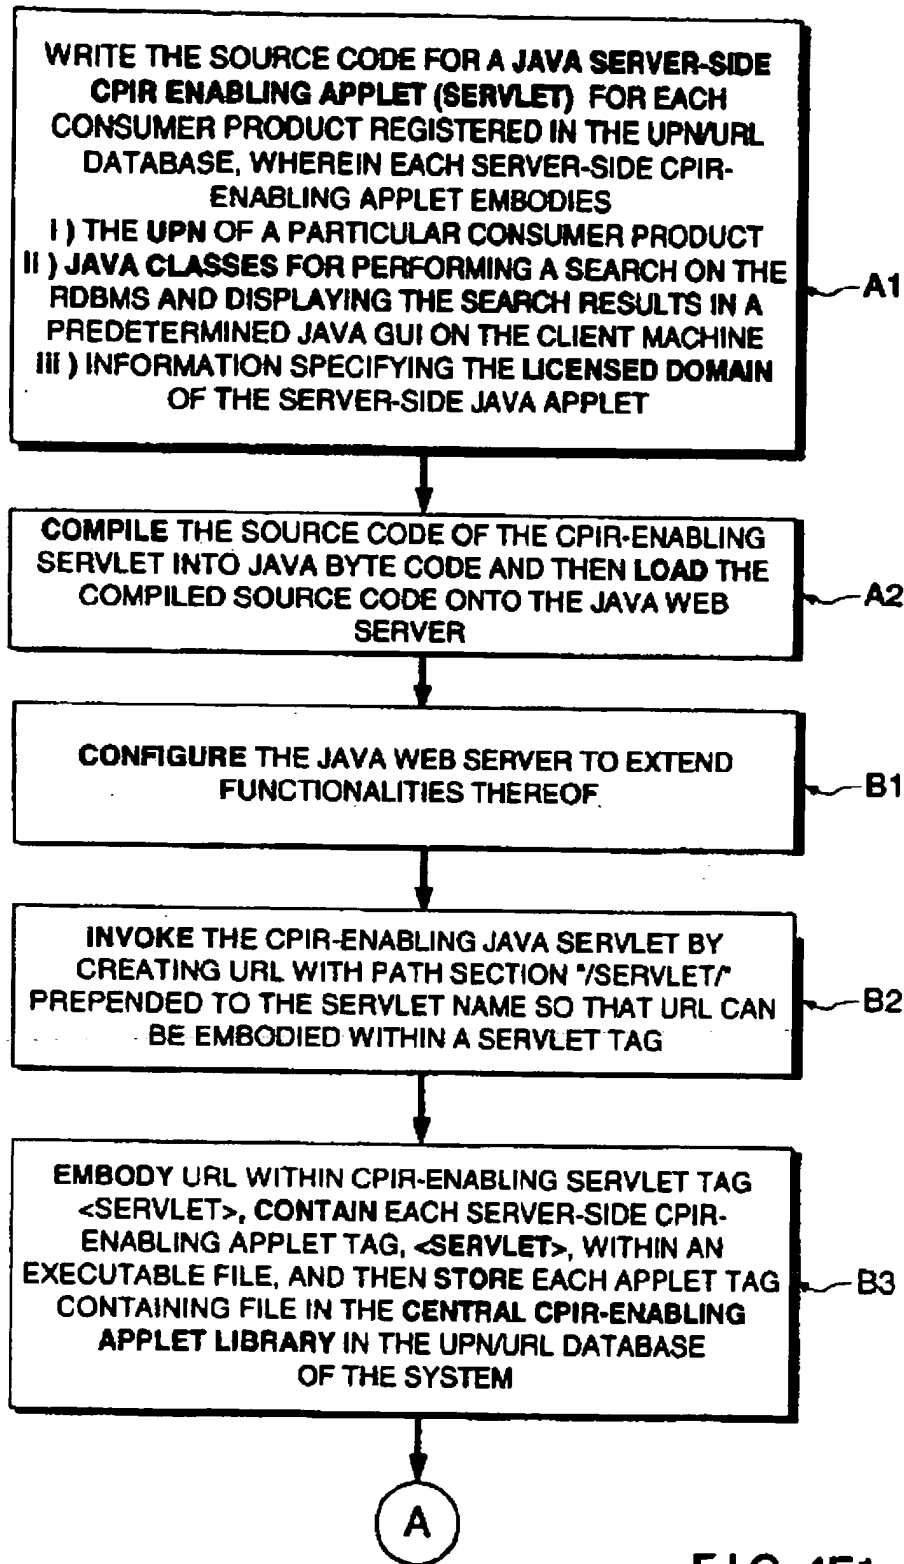 WRITE THE SOURCE CODE FOR A JAVA SERVER-SIDE
CPIR ENABLING APPLET (SERVLET) FOR EACH
CONSUMER PRODUCT REGISTERED IN THE UPN/URL
DATABASE, WHEREIN EACH SERVER-SIDE CPIR-
ENABLING APPLET EMBODIES
I ) THE UPN OF A PARTICULAR CONSUMER PRODUCT
II ) JAVA CLASSES FOR PERFORMING A SEARCH ON THE
RDBMS AND DISPLAYING THE SEARCH RESULTS IN A
PREDETERMINED JAVA GUI ON THE CLIENT MACHINE
III ) INFORMATION SPECIFYING THE LICENSED DOMAIN
OF THE SERVER-SIDE JAVA APPLET
A1
COMPILE THE SOURCE CODE OF THE CPIR-ENABLING
SERVLET INTO JAVA BYTE CODE AND THEN LOAD THE
COMPILED SOURCE CODE ONTO THE JAVA WEB
SERVER
A2
CONFIGURE THE JAVA WEB SERVER TO EXTEND
FUNCTIONALITIES THEREOF
B1
INVOKE THE CPIR-ENABLING JAVA SERVLET BY
CREATING URL WITH PATH SECTION "/SERVLET/"
PREPENDED TO THE SERVLET NAME SO THAT URL CAN
BE EMBODIED WITHIN A SERVLET TAG
B2
EMBODY URL WITHIN CPIR-ENABLING SERVLET TAG
<SERVLET>, CONTAIN EACH SERVER-SIDE CPIR-
ENABLING APPLET TAG, <SERVLET>, WITHIN AN
EXECUTABLE FILE, AND THEN STORE EACH APPLET TAG
CONTAINING FILE IN THE CENTRAL CPIR-ENABLING
APPLET LIBRARY IN THE UPN/URL DATABASE
OF THE SYSTEM
B3
A
FIG. 4F1